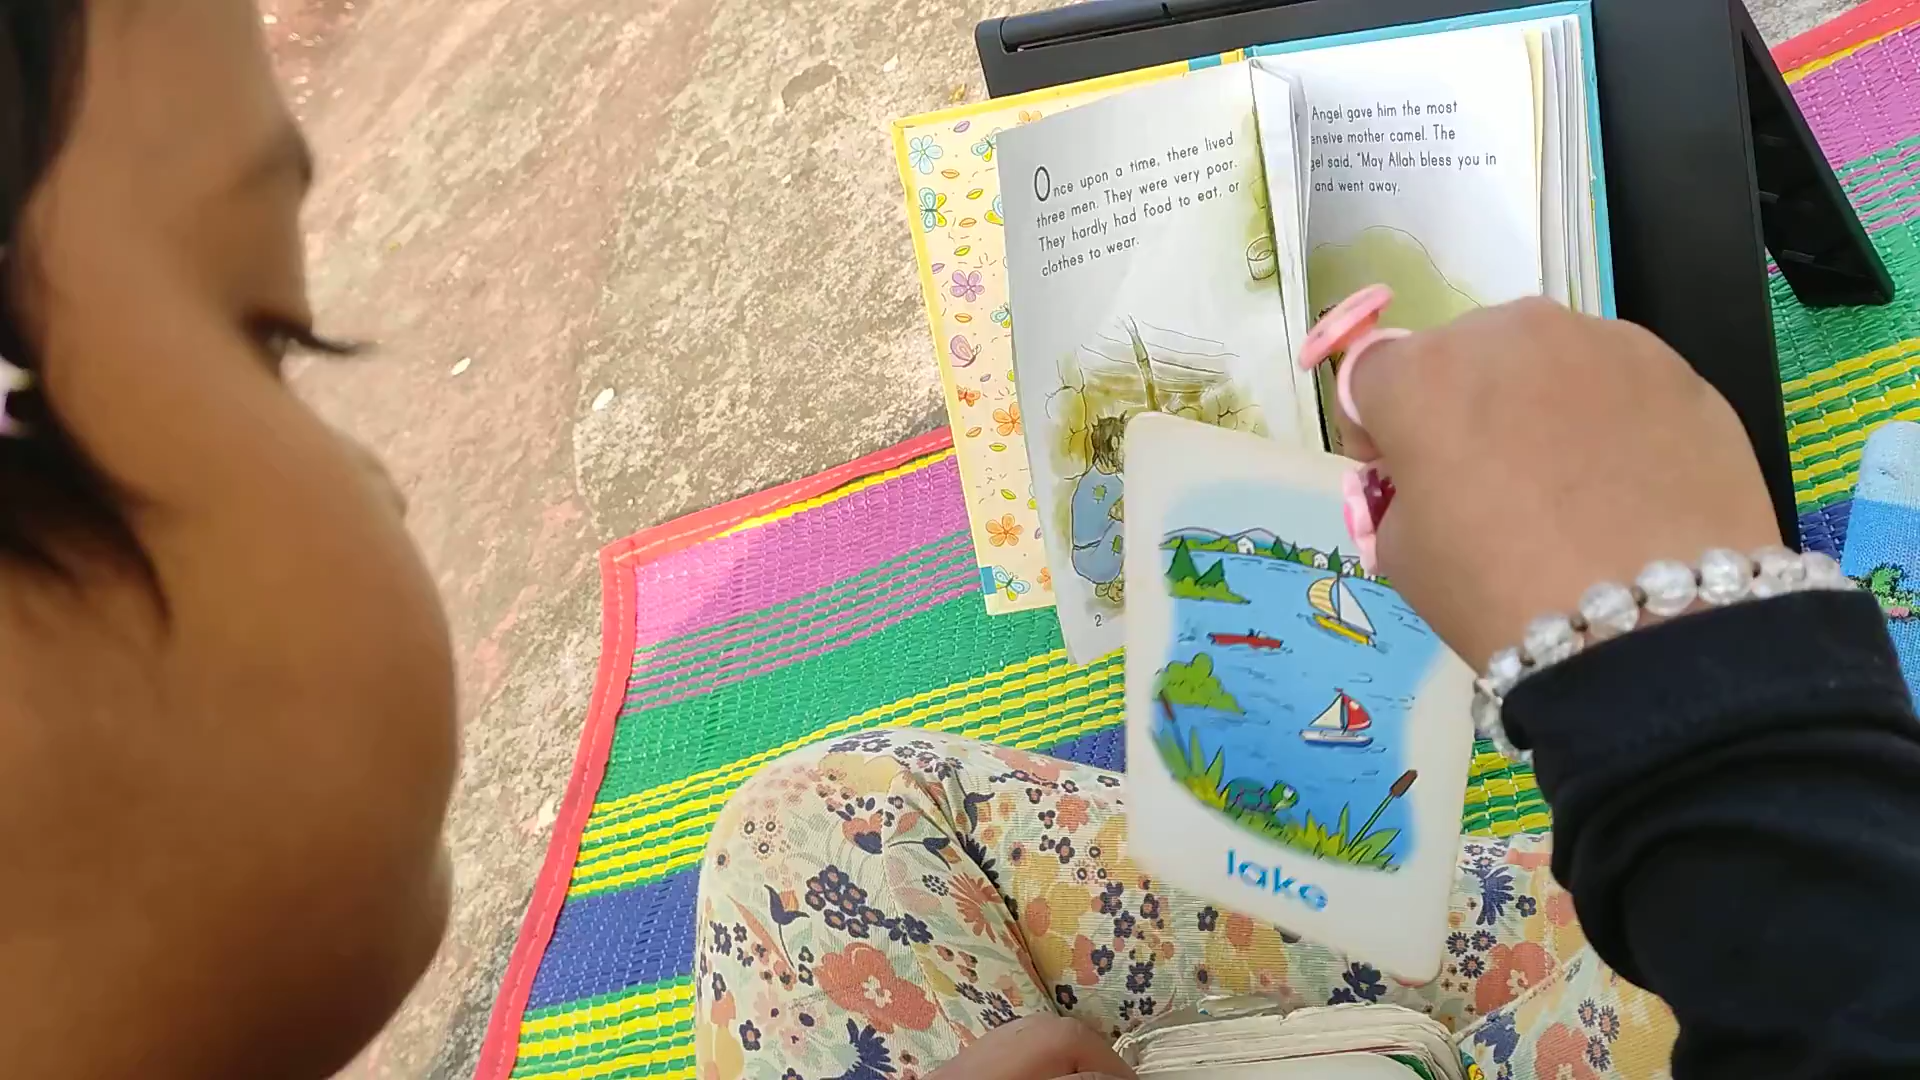 Once upon a time, there lived
three men. They were very poor.
They hardly had food to eat, or
clothes to wear.
2
Angel gave him the most
mother camel. The
said, "May Allah bless you in
and went away.
lake